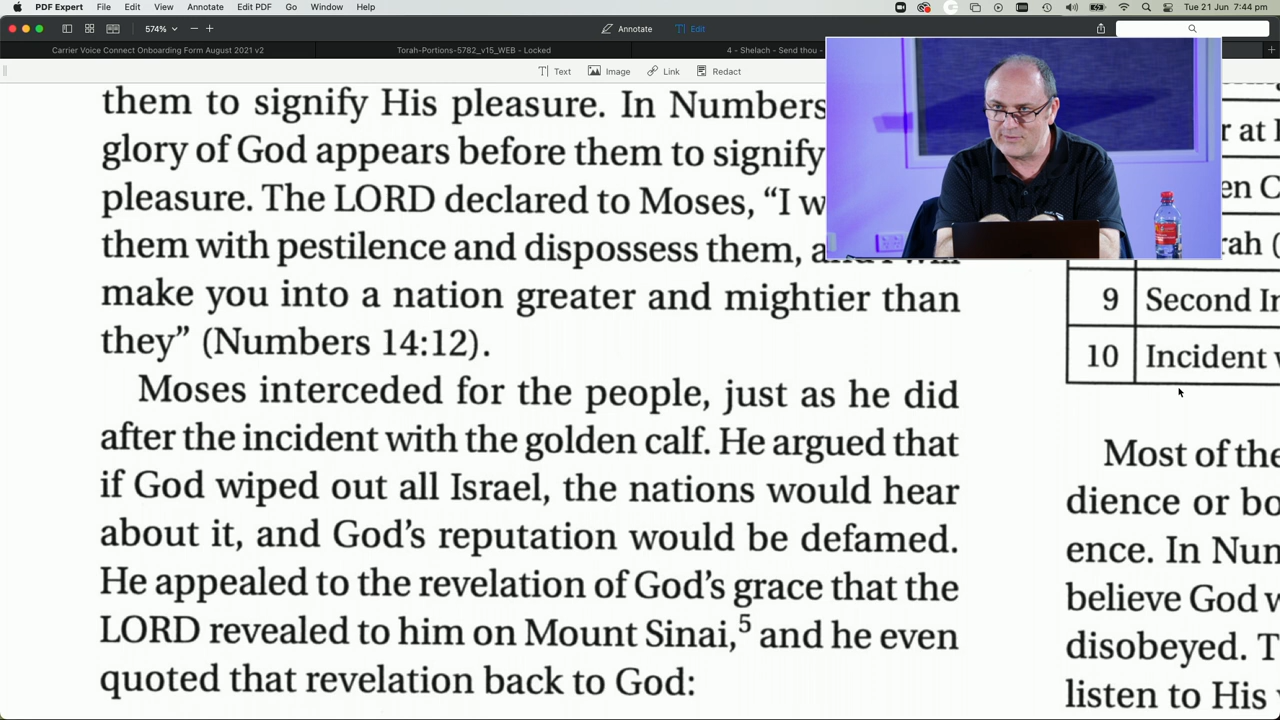 PDF Expert File Edit View Annotate Edit PDF Go Window Help
Tue 21 Jun 7:44 pm
574%
Annotate Edit
Carrier Voice Connect Onboarding Form August 2021 v2
Torah-Portions-5782_v15_WEB - Locked
4 - Shelach - Send thou -
Text Image Link Redact
them to signify His pleasure. In Numbers
glory of God appears before them to signify
pleasure. The LORD declared to Moses, “I
them with pestilence and dispossess them,
make you into a nation greater and mightier than
they” (Numbers 14:12).
Moses interceded for the people, just as he did
after the incident with the golden calf. He argued that
if God wiped out all Israel, the nations would hear
about it, and God’s reputation would be defamed.
He appealed to the revelation of God’s grace that the
LORD revealed to him on Mount Sinai,5 and he even
quoted that revelation back to God:
9 Second
10 Incident
Most of the
dience or
ence. In
believe God
disobeyed.
listen to His